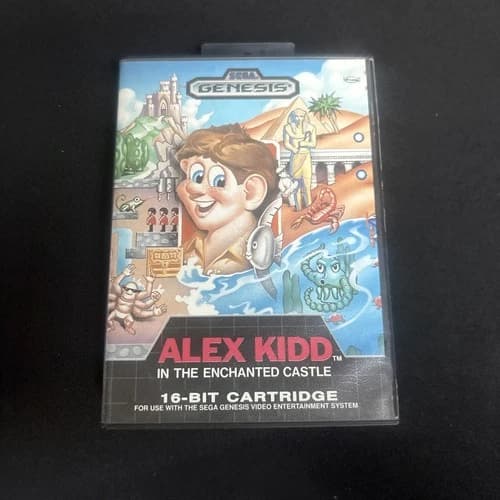 SEGA
GENESIS
ALEX KIDD™
IN THE ENCHANTED CASTLE
16-BIT CARTRIDGE
FOR USE WITH THE SEGA GENESIS VIDEO ENTERTAINMENT SYSTEM